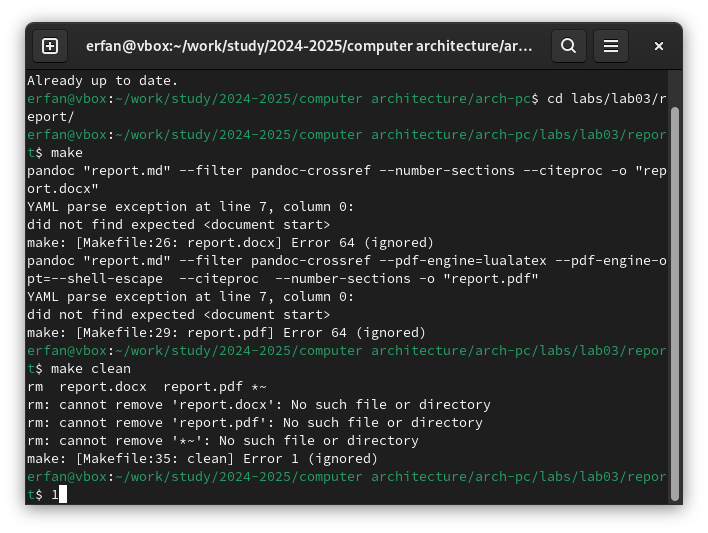 erfan@vbox:~/work/study/2024-2025/computer architecture/ar...
Already up to date.
erfan@vbox:~/work/study/2024-2025/computer architecture/arch-pc$ cd labs/lab03/r
eport/
erfan@vbox:~/work/study/2024-2025/computer architecture/arch-pc/labs/lab03/repor
t$ make
pandoc "report.md" --filter pandoc-crossref --number-sections --citeproc -o "rep
ort.docx"
YAML parse exception at line 7, column 0:
did not find expected <document start>
make: [Makefile:26: report.docx] Error 64 (ignored)
pandoc "report.md" --filter pandoc-crossref --pdf-engine=lualatex --pdf-engine-o
pt=--shell-escape  --citeproc  --number-sections -o "report.pdf"
YAML parse exception at line 7, column 0:
did not find expected <document start>
make: [Makefile:29: report.pdf] Error 64 (ignored)
erfan@vbox:~/work/study/2024-2025/computer architecture/arch-pc/labs/lab03/repor
t$ make clean
rm  report.docx  report.pdf *~
rm: cannot remove 'report.docx': No such file or directory
rm: cannot remove 'report.pdf': No such file or directory
rm: cannot remove '*~': No such file or directory
make: [Makefile:35: clean] Error 1 (ignored)
erfan@vbox:~/work/study/2024-2025/computer architecture/arch-pc/labs/lab03/repor
t$ 1